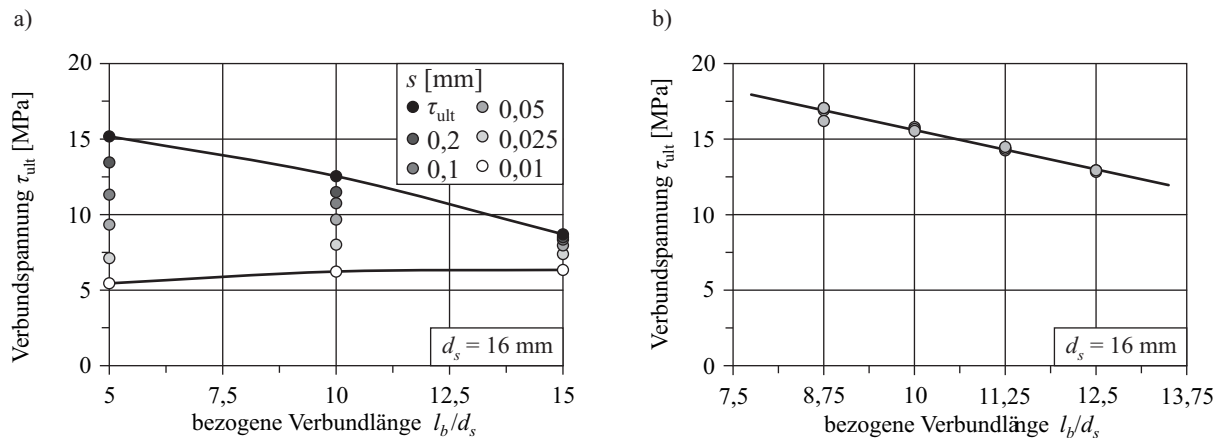 a)
Verbundspannung τult [MPa]
20
15
10
5
0
s [mm]
τult
0,2
0,1
0,05
0,025
0,01
ds = 16 mm
5
7,5
10
12,5
15
bezogene Verbundlänge lb/ds
b)
Verbundspannung τult [MPa]
20
15
10
5
0
ds = 16 mm
7,5
8,75
10
11,25
12,5
13,75
bezogene Verbundlänge lb/ds